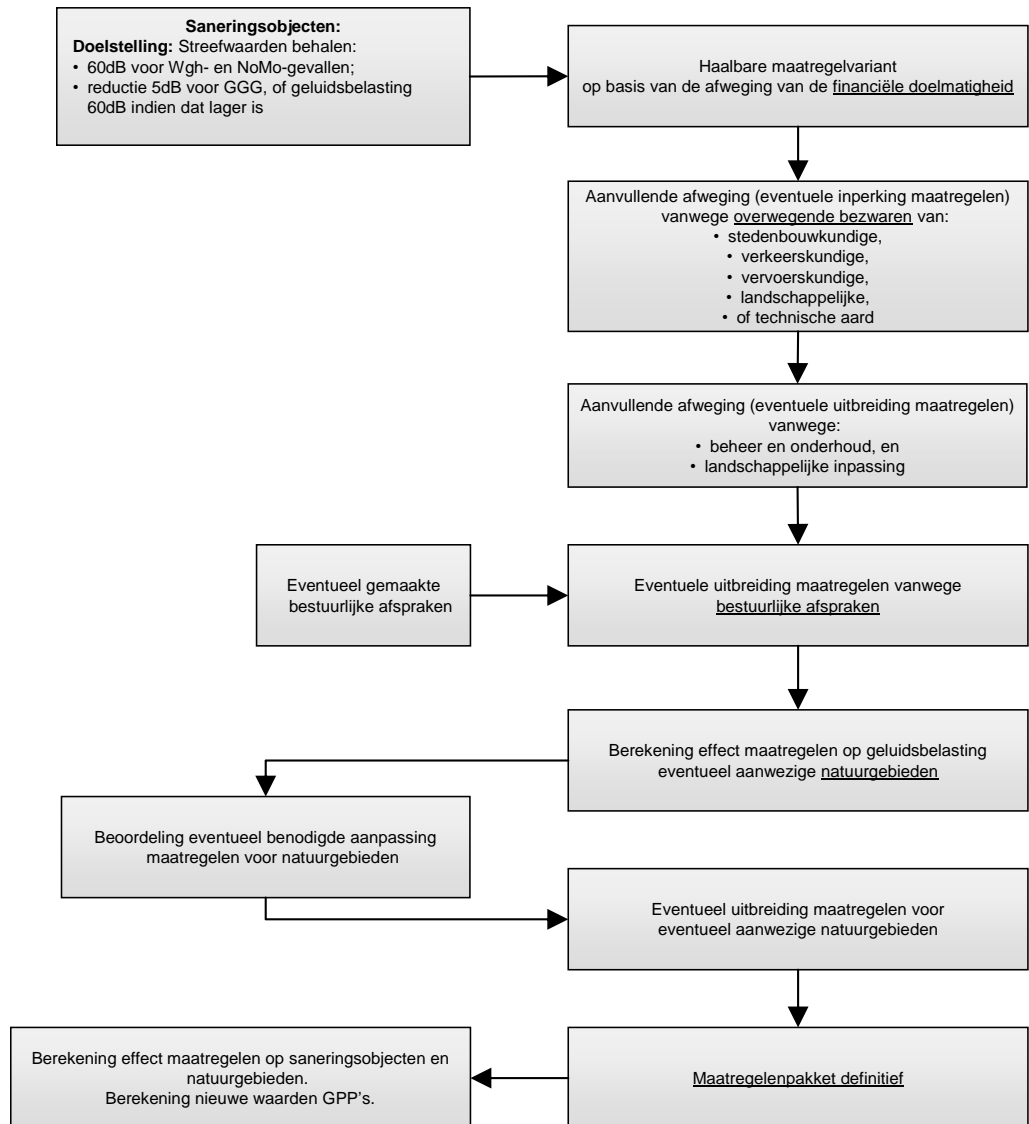 Saneringsobjecten:
Doelstelling: Streefwaarden behalen:
• 60dB voor Wgh- en NoMo-gevallen;
• reductie 5dB voor GGG, of geluidsbelasting
60dB indien dat lager is
Haalbare maatregelvariant
op basis van de afweging van de financiële doelmatigheid
Aanvullende afweging (eventuele inperking maatregelen)
vanwege overwegende bezwaren van:
• stedenbouwkundige,
• verkeerskundige,
• vervoerskundige,
• landschappelijke,
• of technische aard
Aanvullende afweging (eventuele uitbreiding maatregelen)
vanwege:
• beheer en onderhoud, en
• landschappelijke inpassing
Eventueel gemaakte
bestuurlijke afspraken
Eventuele uitbreiding maatregelen vanwege
bestuurlijke afspraken
Berekening effect maatregelen op geluidsbelasting
eventueel aanwezige natuurgebieden
Beoordeling eventueel benodigde aanpassing
maatregelen voor natuurgebieden
Eventueel uitbreiding maatregelen voor
eventueel aanwezige natuurgebieden
Berekening effect maatregelen op saneringsobjecten en
natuurgebieden.
Berekening nieuwe waarden GPP's.
Maatregelenpakket definitief